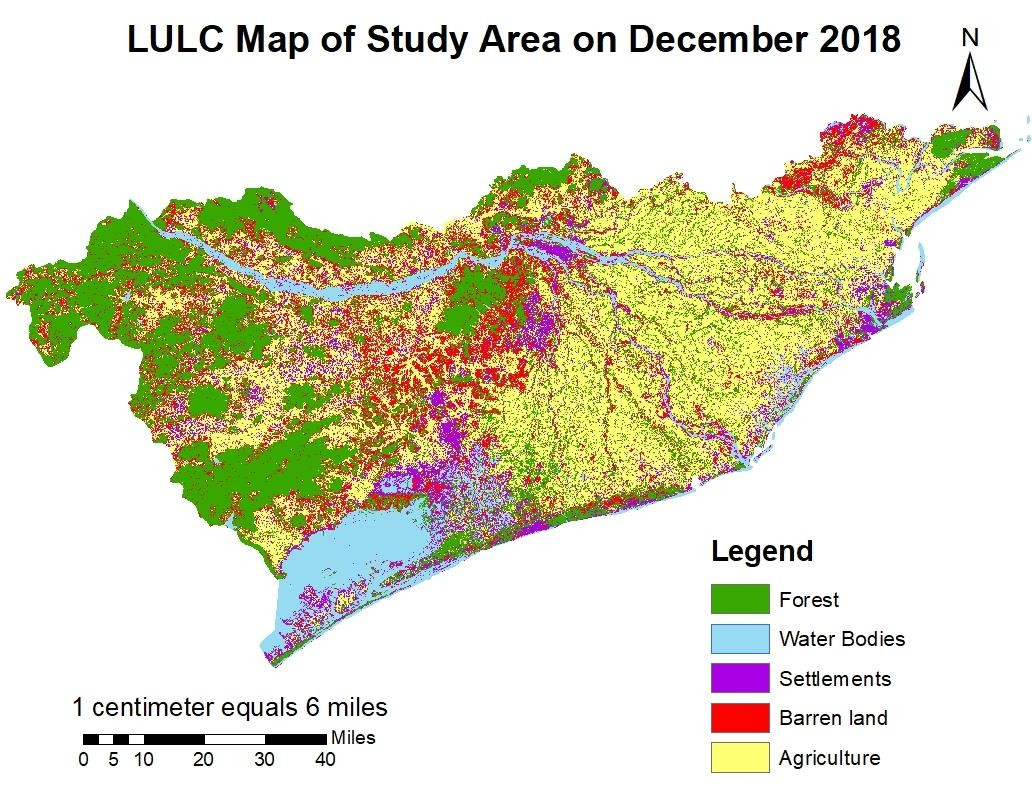 LULC Map of Study Area on December 2018
N
Legend
Forest
Water Bodies
Settlements
Barren land
Agriculture
1 centimeter equals 6 miles
Miles
0 5 10 20 30 40